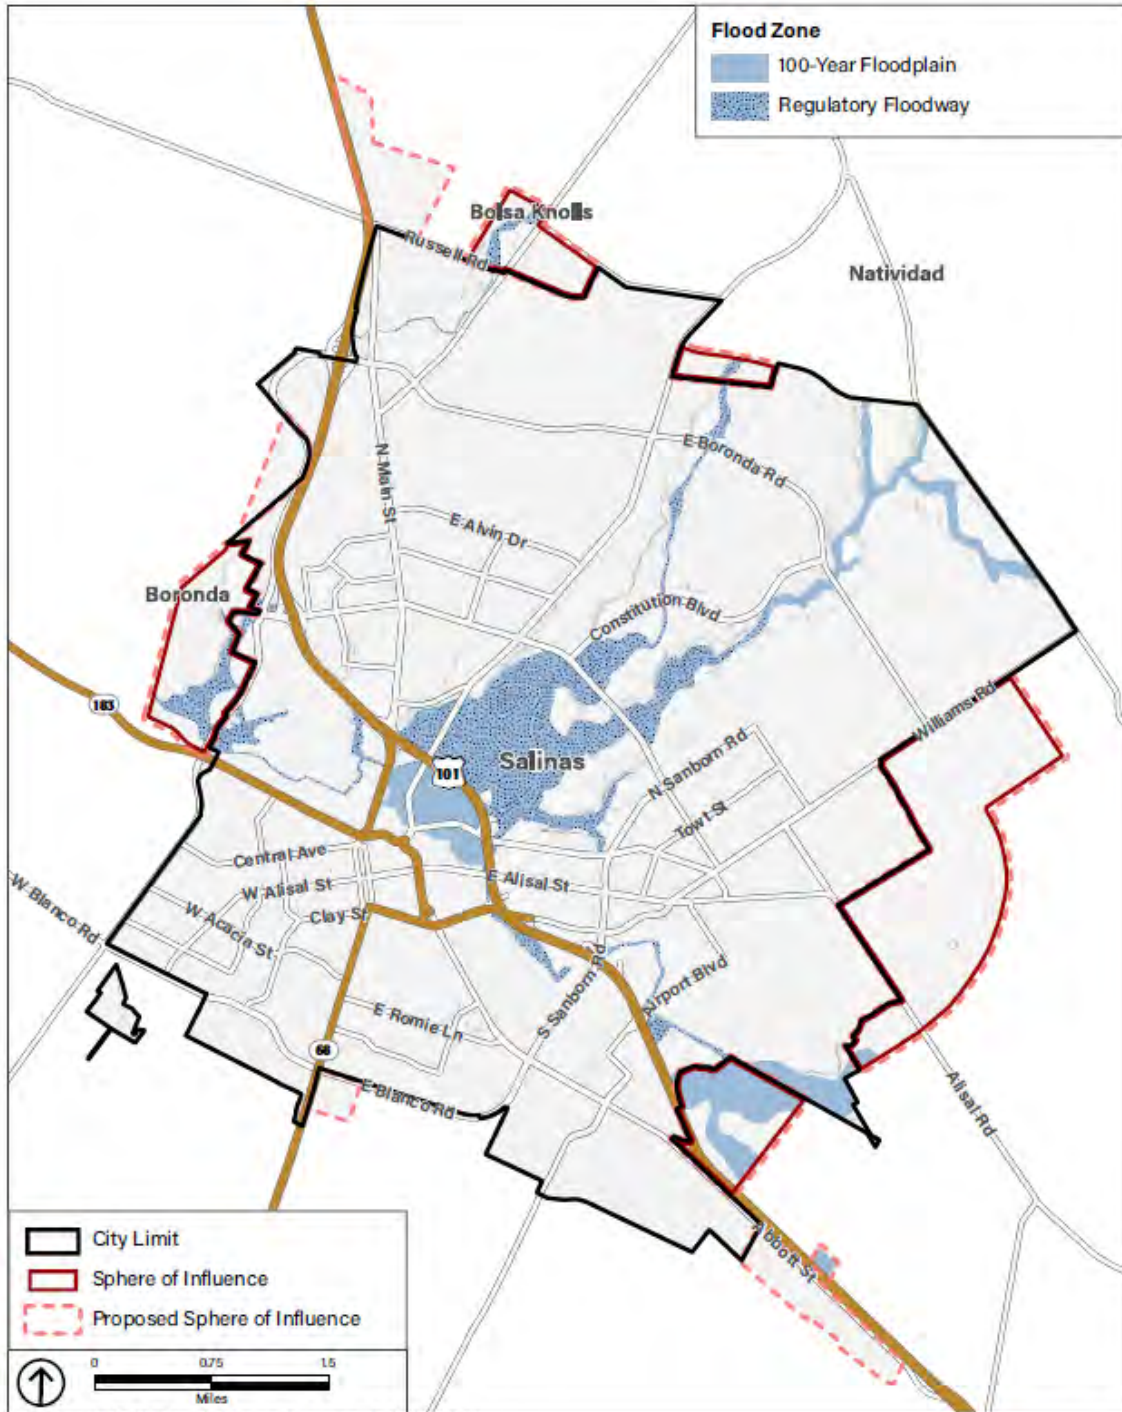 Flood Zone
100-Year Floodplain
Regulatory Floodway
Bolsa Knolls
Russell Rd
Natividad
E Boronda Rd
N Main St
E Alvin Dr
Boronda
Constitution Blvd
183
Williams Rd
Salinas
101
N Sanborn Rd
Towt St
Central Ave
E Alisal St
W Alisal St
W Blanco Rd
Clay St
W Acacia St
S Sanborn Rd
Airport Blvd
E Romie Ln
68
E Blanco Rd
Alisal Rd
Abbott St
City Limit
Sphere of Influence
Proposed Sphere of Influence
0 0.75 1.5
Miles